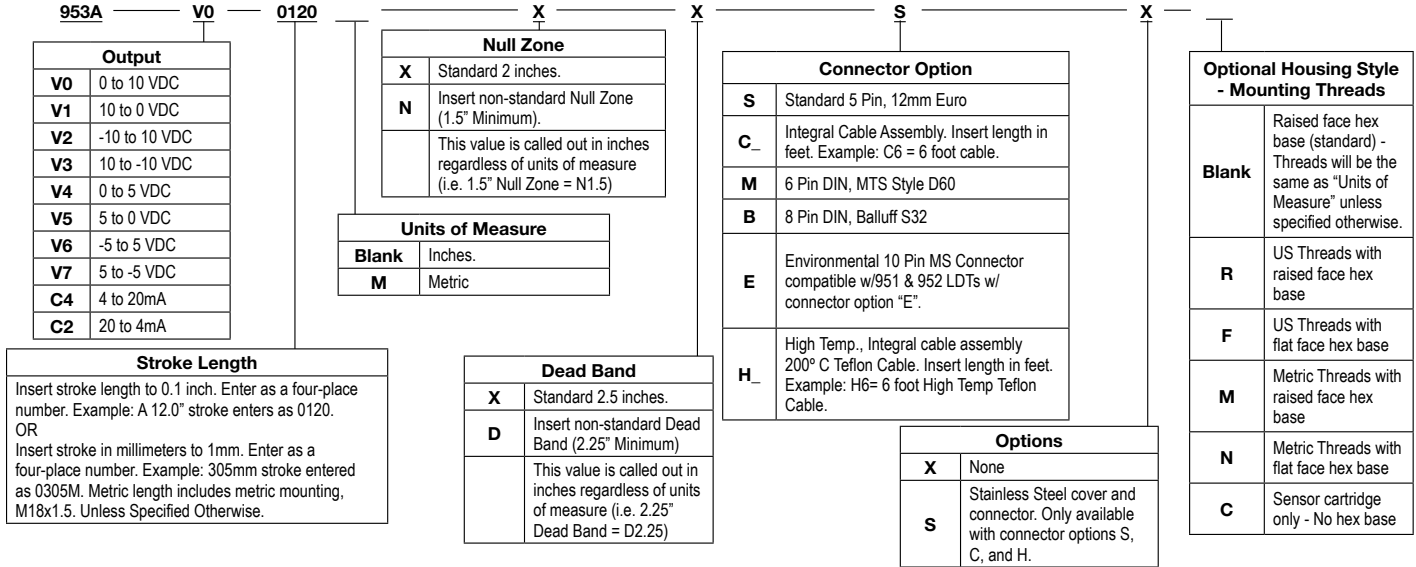 953A V0 0120 X X S X
Output
V0 0 to 10 VDC
V1 10 to 0 VDC
V2 -10 to 10 VDC
V3 10 to -10 VDC
V4 0 to 5 VDC
V5 5 to 0 VDC
V6 -5 to 5 VDC
V7 5 to -5 VDC
C4 4 to 20mA
C2 20 to 4mA
Stroke Length
Insert stroke length to 0.1 inch. Enter as a four-place
number. Example: A 12.0” stroke enters as 0120.
OR
Insert stroke in millimeters to 1mm. Enter as a
four-place number. Example: 305mm stroke entered
as 0305M. Metric length includes metric mounting,
M18x1.5. Unless Specified Otherwise.
Null Zone
X Standard 2 inches.
N Insert non-standard Null Zone
(1.5” Minimum).
This value is called out in inches
regardless of units of measure
(i.e. 1.5” Null Zone = N1.5)
Units of Measure
Blank Inches.
M Metric
Dead Band
X Standard 2.5 inches.
D Insert non-standard Dead
Band (2.25” Minimum)
This value is called out in
inches regardless of units
of measure (i.e. 2.25”
Dead Band = D2.25)
Connector Option
S Standard 5 Pin, 12mm Euro
C_ Integral Cable Assembly. Insert length in
feet. Example: C6 = 6 foot cable.
M 6 Pin DIN, MTS Style D60
B 8 Pin DIN, Balluff S32
E Environmental 10 Pin MS Connector
compatible w/951 & 952 LDTs w/
connector option “E”.
H_ High Temp., Integral cable assembly
200º C Teflon Cable. Insert length in feet.
Example: H6= 6 foot High Temp Teflon
Cable.
Options
X None
S Stainless Steel cover and
connector. Only available
with connector options S,
C, and H.
Optional Housing Style
- Mounting Threads
Blank Raised face hex
base (standard) -
Threads will be the
same as “Units of
Measure” unless
specified otherwise.
R US Threads with
raised face hex
base
F US Threads with
flat face hex base
M Metric Threads with
raised face hex
base
N Metric Threads with
flat face hex base
C Sensor cartridge
only - No hex base